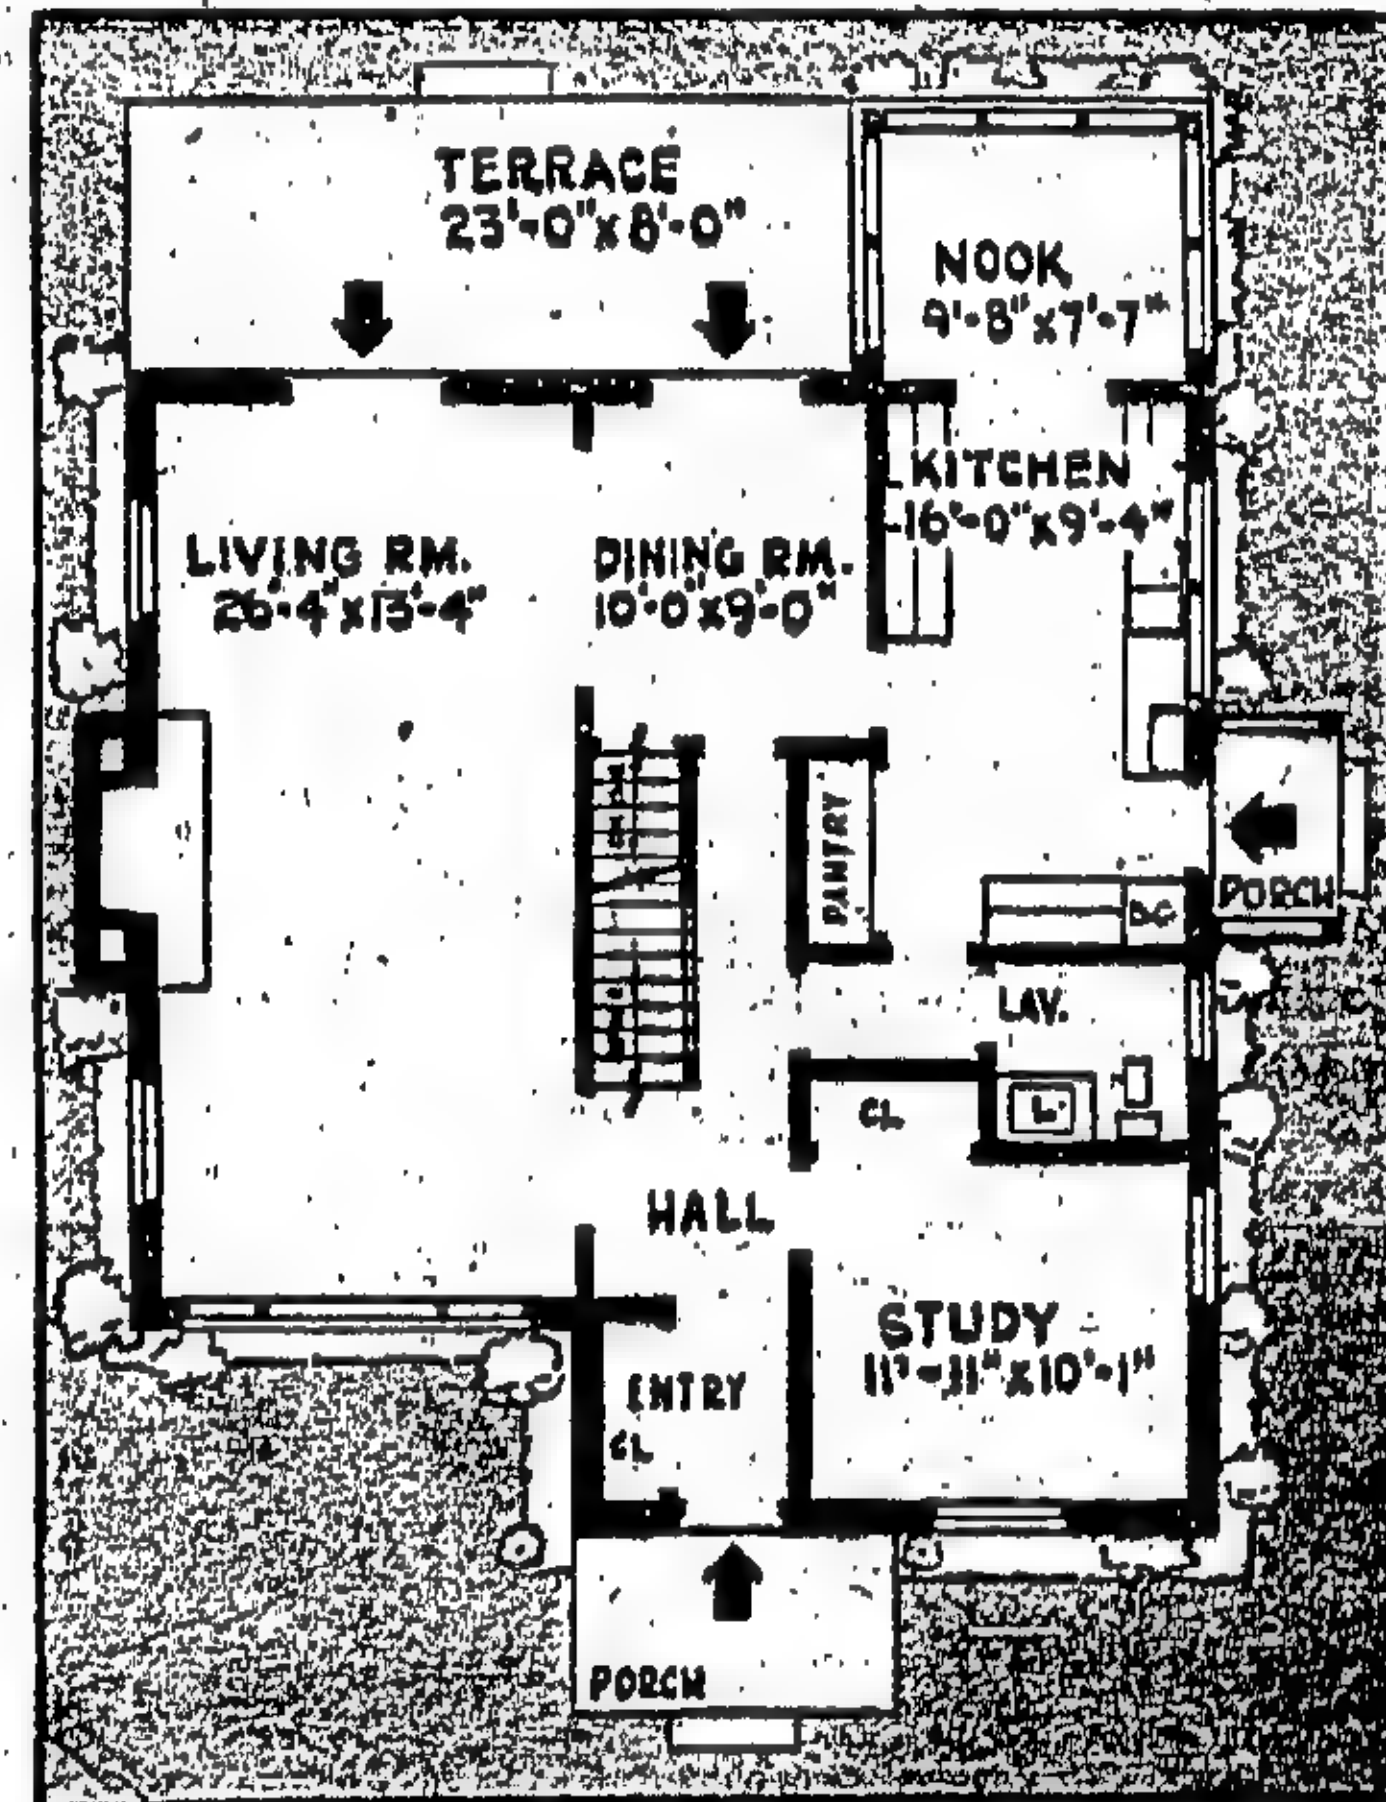 TERRACE
23'-0"x8'-0"
NOOK
9'-8"x7'-7"
KITCHEN
16'-0"x9'-4"
LIVING RM.
26'-4"x13'-4"
DINING RM.
10'-0"x9'-0"
PANTRY
PORCH
LAV.
CL
L.
HALL
STUDY
11'-11"x10'-1"
ENTRY
CL
PORCH